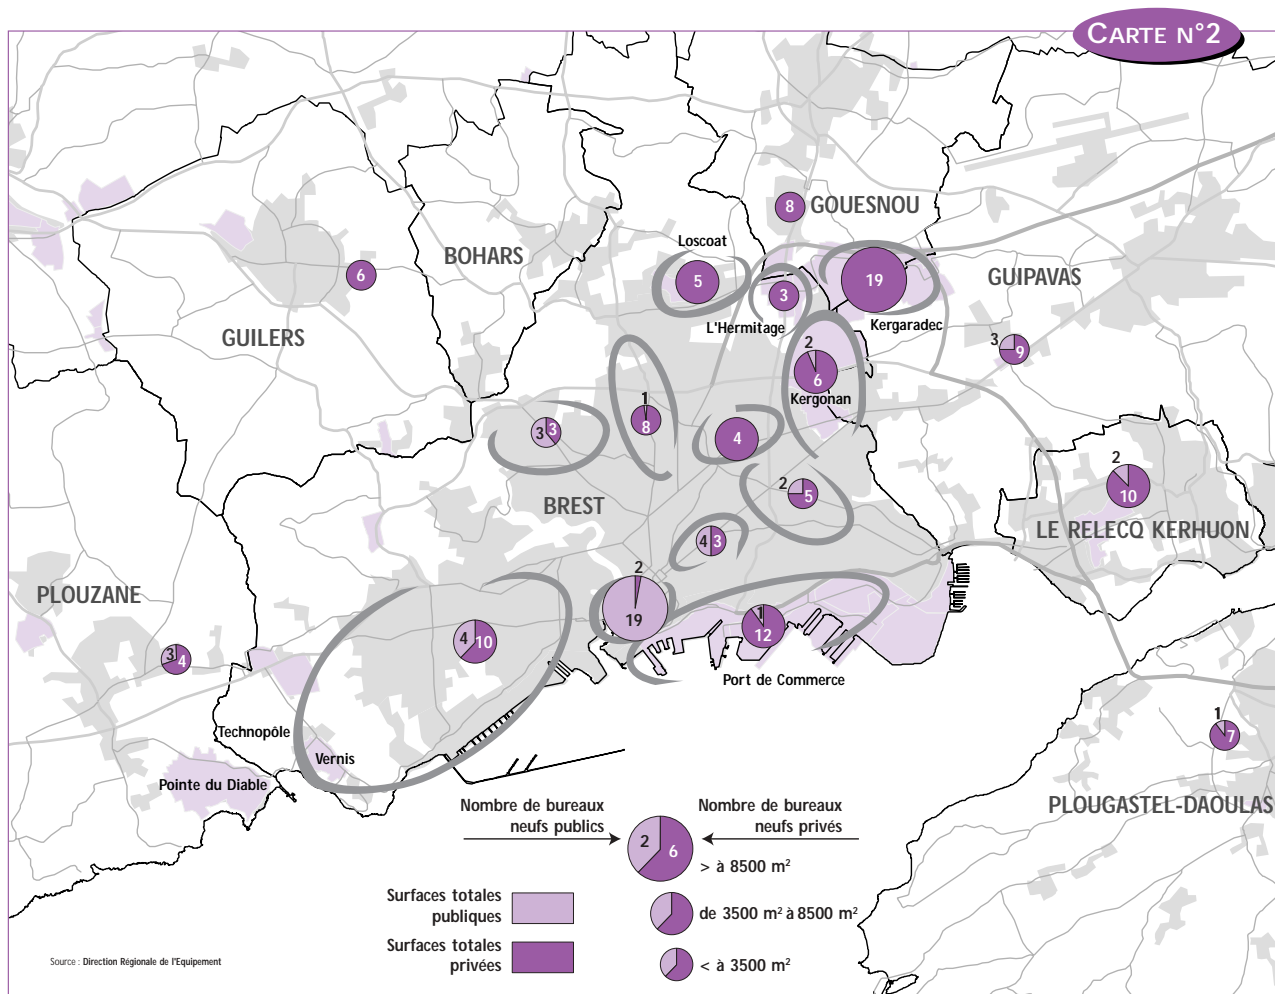 CARTE N°2
8
GOUESNOU
Loscoat
BOHARS
6
5
3
19
GUIPAVAS
L'Hermitage
Kergaradec
GUILERS
2
6
Kergonan
3
9
1
8
3
3
4
2
5
2
10
BREST
LE RELECQ KERHUON
4
3
PLOUZANE
2
19
1
12
4
10
3
4
Port de Commerce
1
7
Technopôle
Vernis
Pointe du Diable
PLOUGASTEL-DAOULAS
Nombre de bureaux
neufs publics
Nombre de bureaux
neufs privés
2
6
> à 8500 m²
Surfaces totales
publiques
de 3500 m² à 8500 m²
Surfaces totales
privées
< à 3500 m²
Source : Direction Régionale de l'Equipement